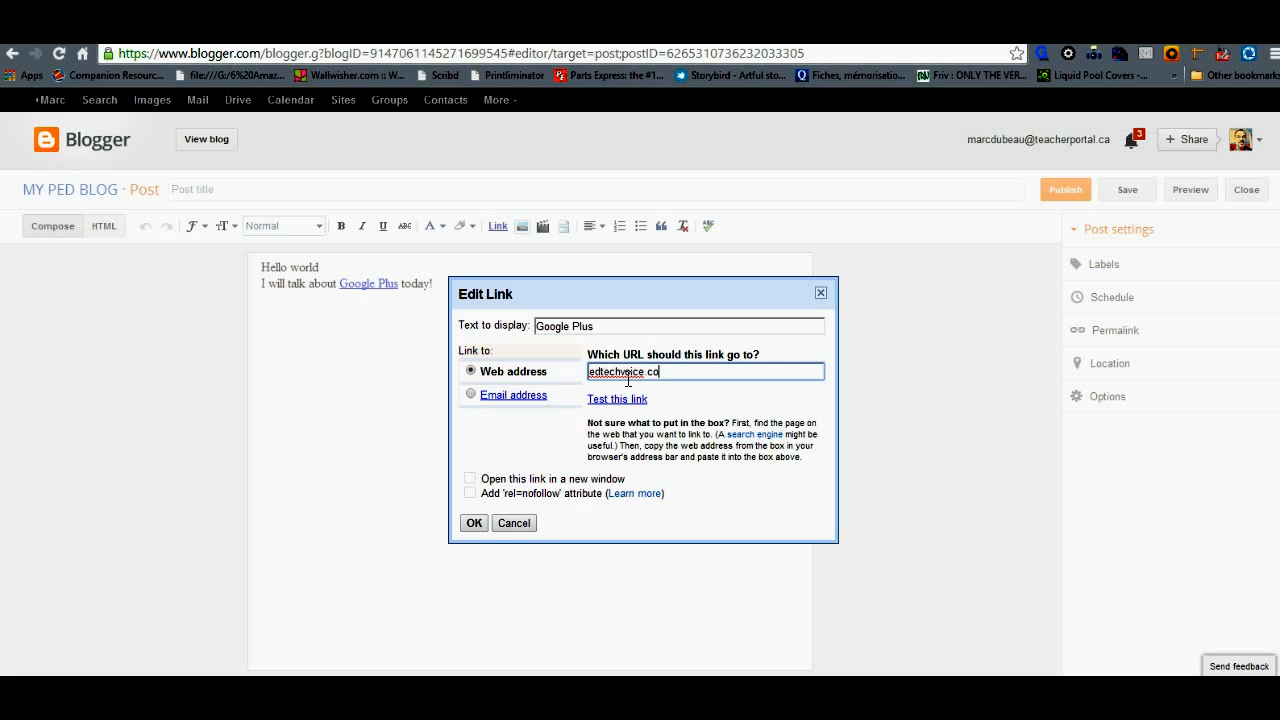 https://www.blogger.com/blogger.g?blogID=9147061145271699545#editor/target=post;postID=6265310736232033305
Apps Companion Resourc... file:///G:/6%20Amaz... Wallwisher.com :: W... Scribd Printliminator Parts Express: the #1... Storybird - Artful sto... Fiches, mémorisatio... Friv : ONLY THE VER... Liquid Pool Covers -... » Other bookmarks
+Marc Search Images Mail Drive Calendar Sites Groups Contacts More
Blogger View blog marcdubeau@teacherportal.ca 3 + Share
MY PED BLOG · Post Post title Publish Save Preview Close
Compose HTML Normal B I U ABC A Link
Post settings
Labels
Schedule
Permalink
Location
Options
Hello world
I will talk about Google Plus today!
Edit Link
Text to display: Google Plus
Link to:
Web address
Email address
Which URL should this link go to?
edtechvoice.co
Test this link
Not sure what to put in the box? First, find the page on
the web that you want to link to. (A search engine might be
useful.) Then, copy the web address from the box in your
browser's address bar and paste it into the box above.
Open this link in a new window
Add 'rel=nofollow' attribute (Learn more)
OK Cancel
Send feedback